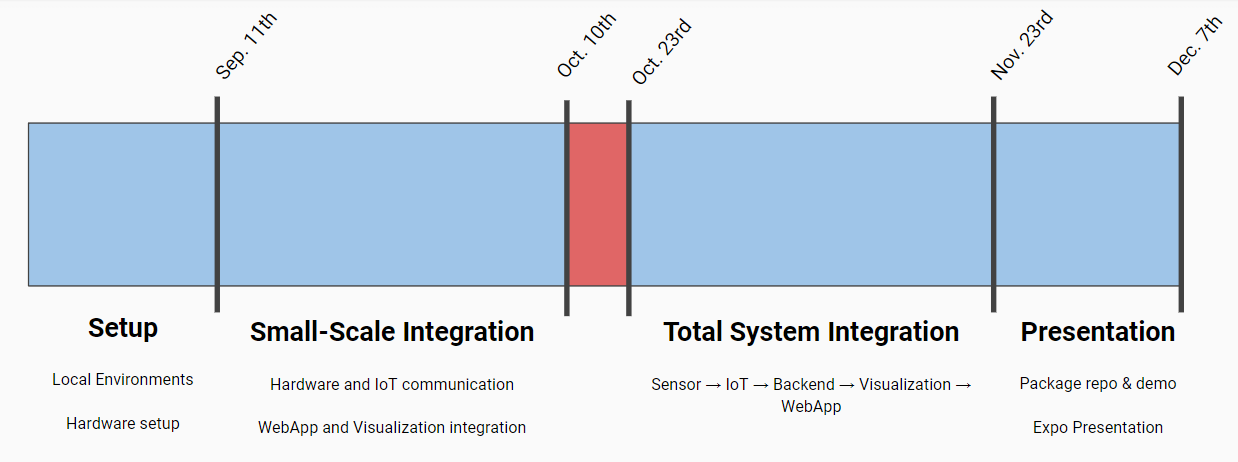 Sep. 11th
Oct. 10th
Oct. 23rd
Nov. 23rd
Dec. 7th
Setup
Local Environments
Hardware setup
Small-Scale Integration
Hardware and IoT communication
WebApp and Visualization integration
Total System Integration
Sensor → IoT → Backend → Visualization →
WebApp
Presentation
Package repo & demo
Expo Presentation